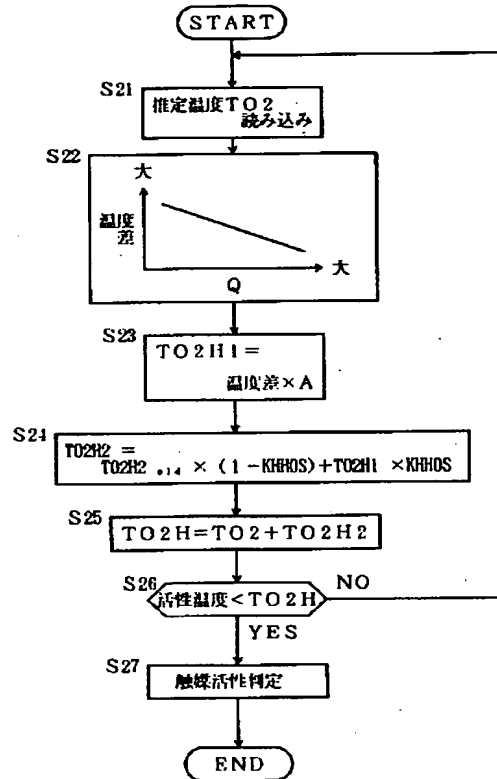 START
S21
推定温度TO2
読み込み
S22
大
温度
差
大
Q
S23
TO2H1=
温度差×A
S24
TO2H2=
TO2H2 old × (1-KHHOS)+TO2H1 ×KHHOS
S25
TO2H=TO2+TO2H2
S26
活性温度<TO2H
NO
YES
S27
触媒活性判定
END